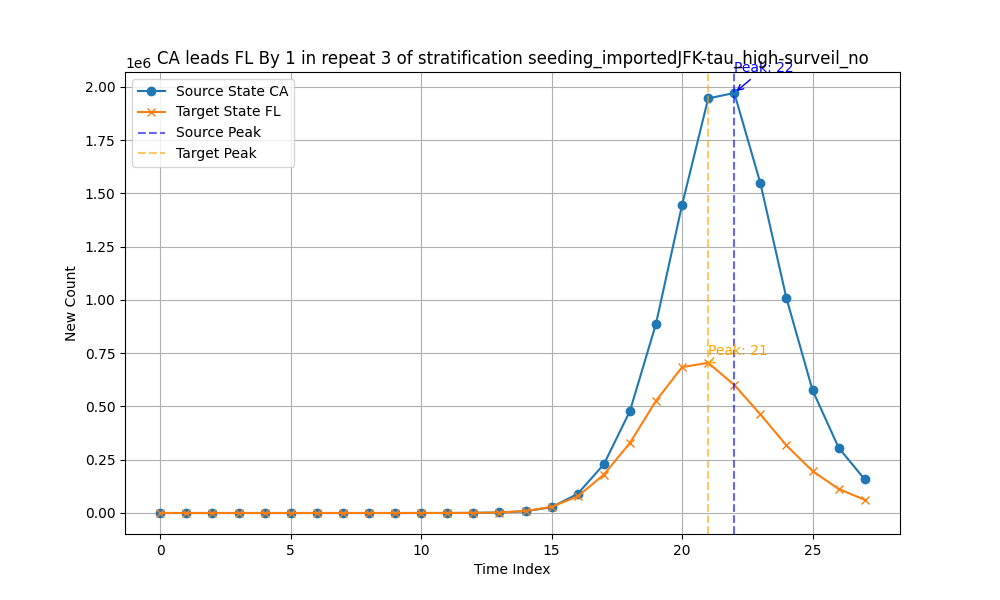 CA leads FL By 1 in repeat 3 of stratification seeding_importedJFK-tau_high-surveil_no
1e6
Peak: 22
Source State CA
Target State FL
Source Peak
Target Peak
Peak: 21
2.00
1.75
1.50
1.25
1.00
0.75
0.50
0.25
0.00
New Count
0 5 10 15 20 25
Time Index